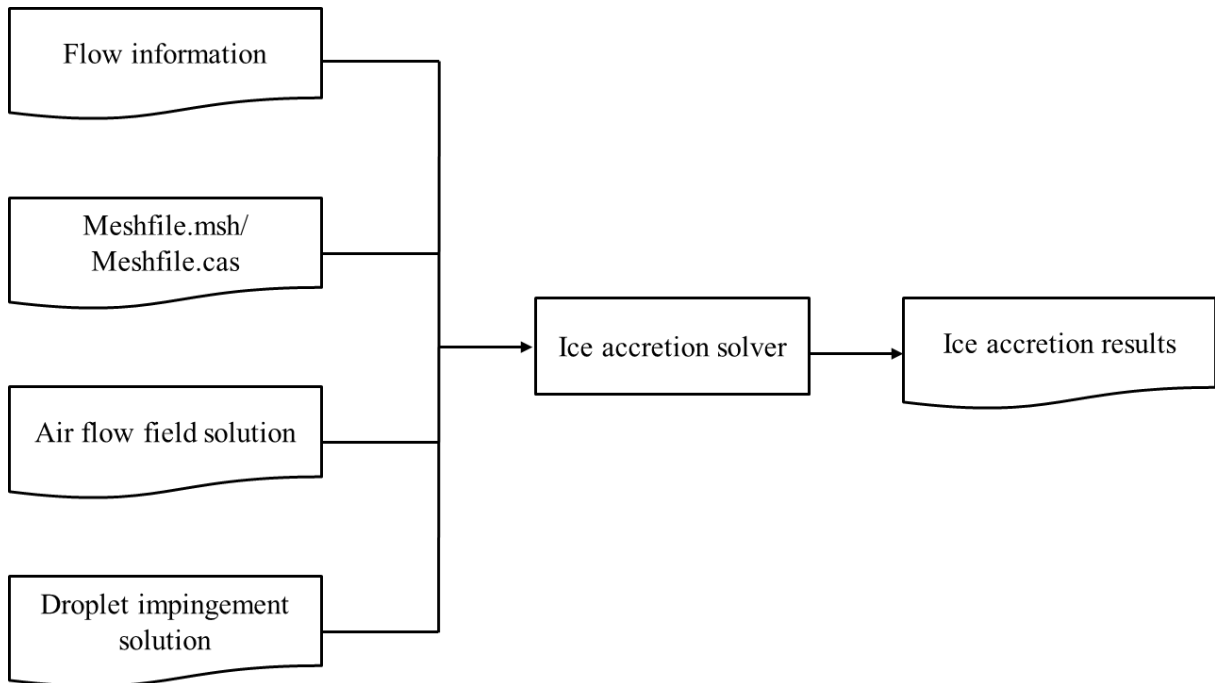 Flow information
Meshfile.msh/
Meshfile.cas
Air flow field solution
Droplet impingement
solution
Ice accretion solver
Ice accretion results